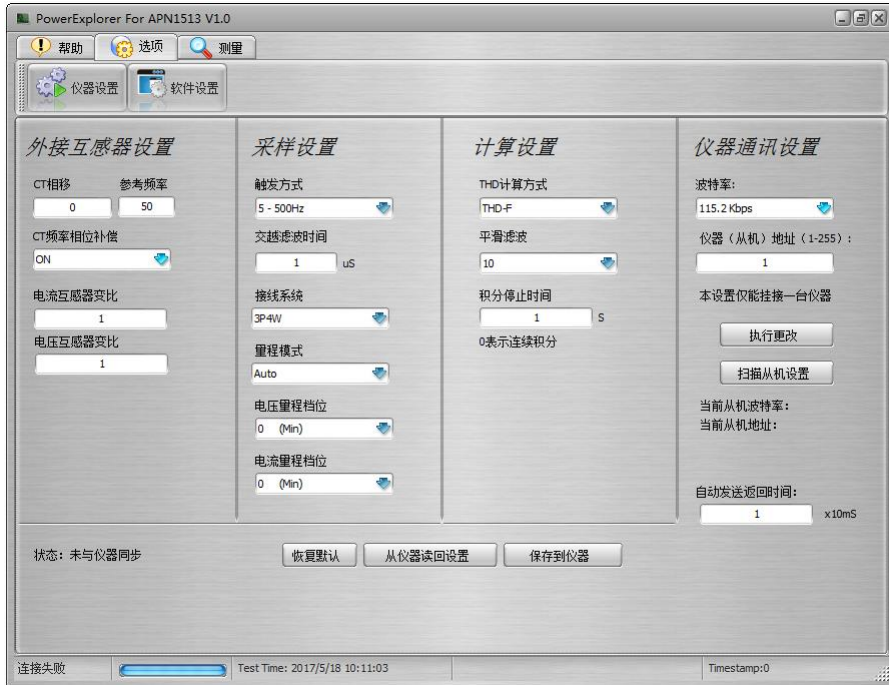 PowerExplorer For APN1513 V1.0
帮助 选项 测量
仪器设置 软件设置
外接互感器设置
CT相移 参考频率
0 50
CT频率相位补偿
ON
电流互感器变比
1
电压互感器变比
1
采样设置
触发方式
5 - 500Hz
交越滤波时间
1 uS
接线系统
3P4W
量程模式
Auto
电压量程档位
0 (Min)
电流量程档位
0 (Min)
计算设置
THD计算方式
THD-F
平滑滤波
10
积分停止时间
1 S
0表示连续积分
仪器通讯设置
波特率:
115.2 Kbps
仪器（从机）地址（1-255）:
1
本设置仅能挂接一台仪器
执行更改
扫描从机设置
当前从机波特率:
当前从机地址:
自动发送返回时间:
1 x10mS
状态: 未与仪器同步
恢复默认 从仪器读回设置 保存到仪器
连接失败 Test Time: 2017/5/18 10:11:03 Timestamp:0